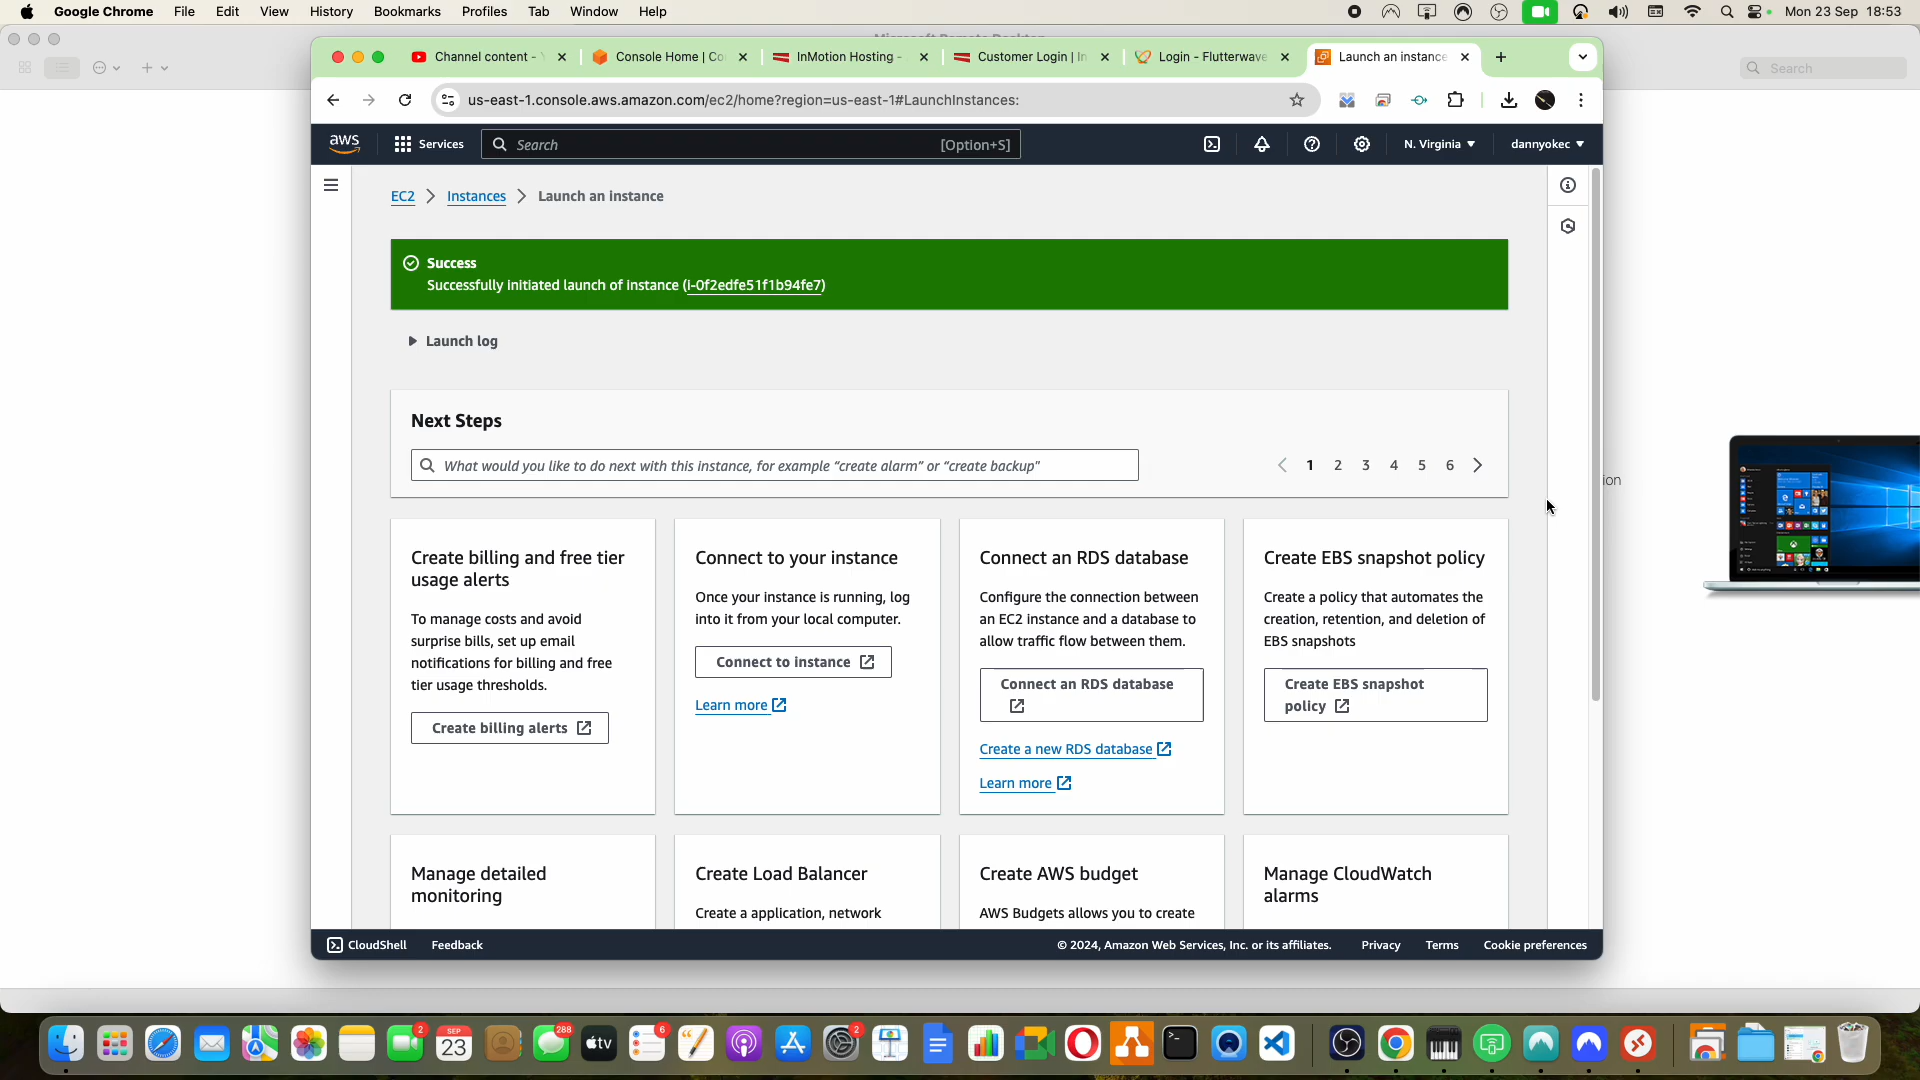 Google Chrome File Edit View History Bookmarks Profiles Tab Window Help
Mon 23 Sep 18:53
Search
Channel content -
Console Home | Co
InMotion Hosting -
Customer Login | In
Login - Flutterwave
Launch an instance
us-east-1.console.aws.amazon.com/ec2/home?region=us-east-1#LaunchInstances:
aws
Services
Search
[Option+S]
N. Virginia
dannyokec
EC2
Instances
Launch an instance
Success
Successfully initiated launch of instance (i-0f2edfe51f1b94fe7)
Launch log
Next Steps
What would you like to do next with this instance, for example "create alarm" or "create backup"
1 2 3 4 5 6
ion
Create billing and free tier
usage alerts
To manage costs and avoid
surprise bills, set up email
notifications for billing and free
tier usage thresholds.
Create billing alerts
Connect to your instance
Once your instance is running, log
into it from your local computer.
Connect to instance
Learn more
Connect an RDS database
Configure the connection between
an EC2 instance and a database to
allow traffic flow between them.
Connect an RDS database
Create a new RDS database
Learn more
Create EBS snapshot policy
Create a policy that automates the
creation, retention, and deletion of
EBS snapshots
Create EBS snapshot
policy
Manage detailed
monitoring
Create Load Balancer
Create a application, network
Create AWS budget
AWS Budgets allows you to create
Manage CloudWatch
alarms
CloudShell
Feedback
© 2024, Amazon Web Services, Inc. or its affiliates.
Privacy
Terms
Cookie preferences
2
SEP
23
288
tv
6
2